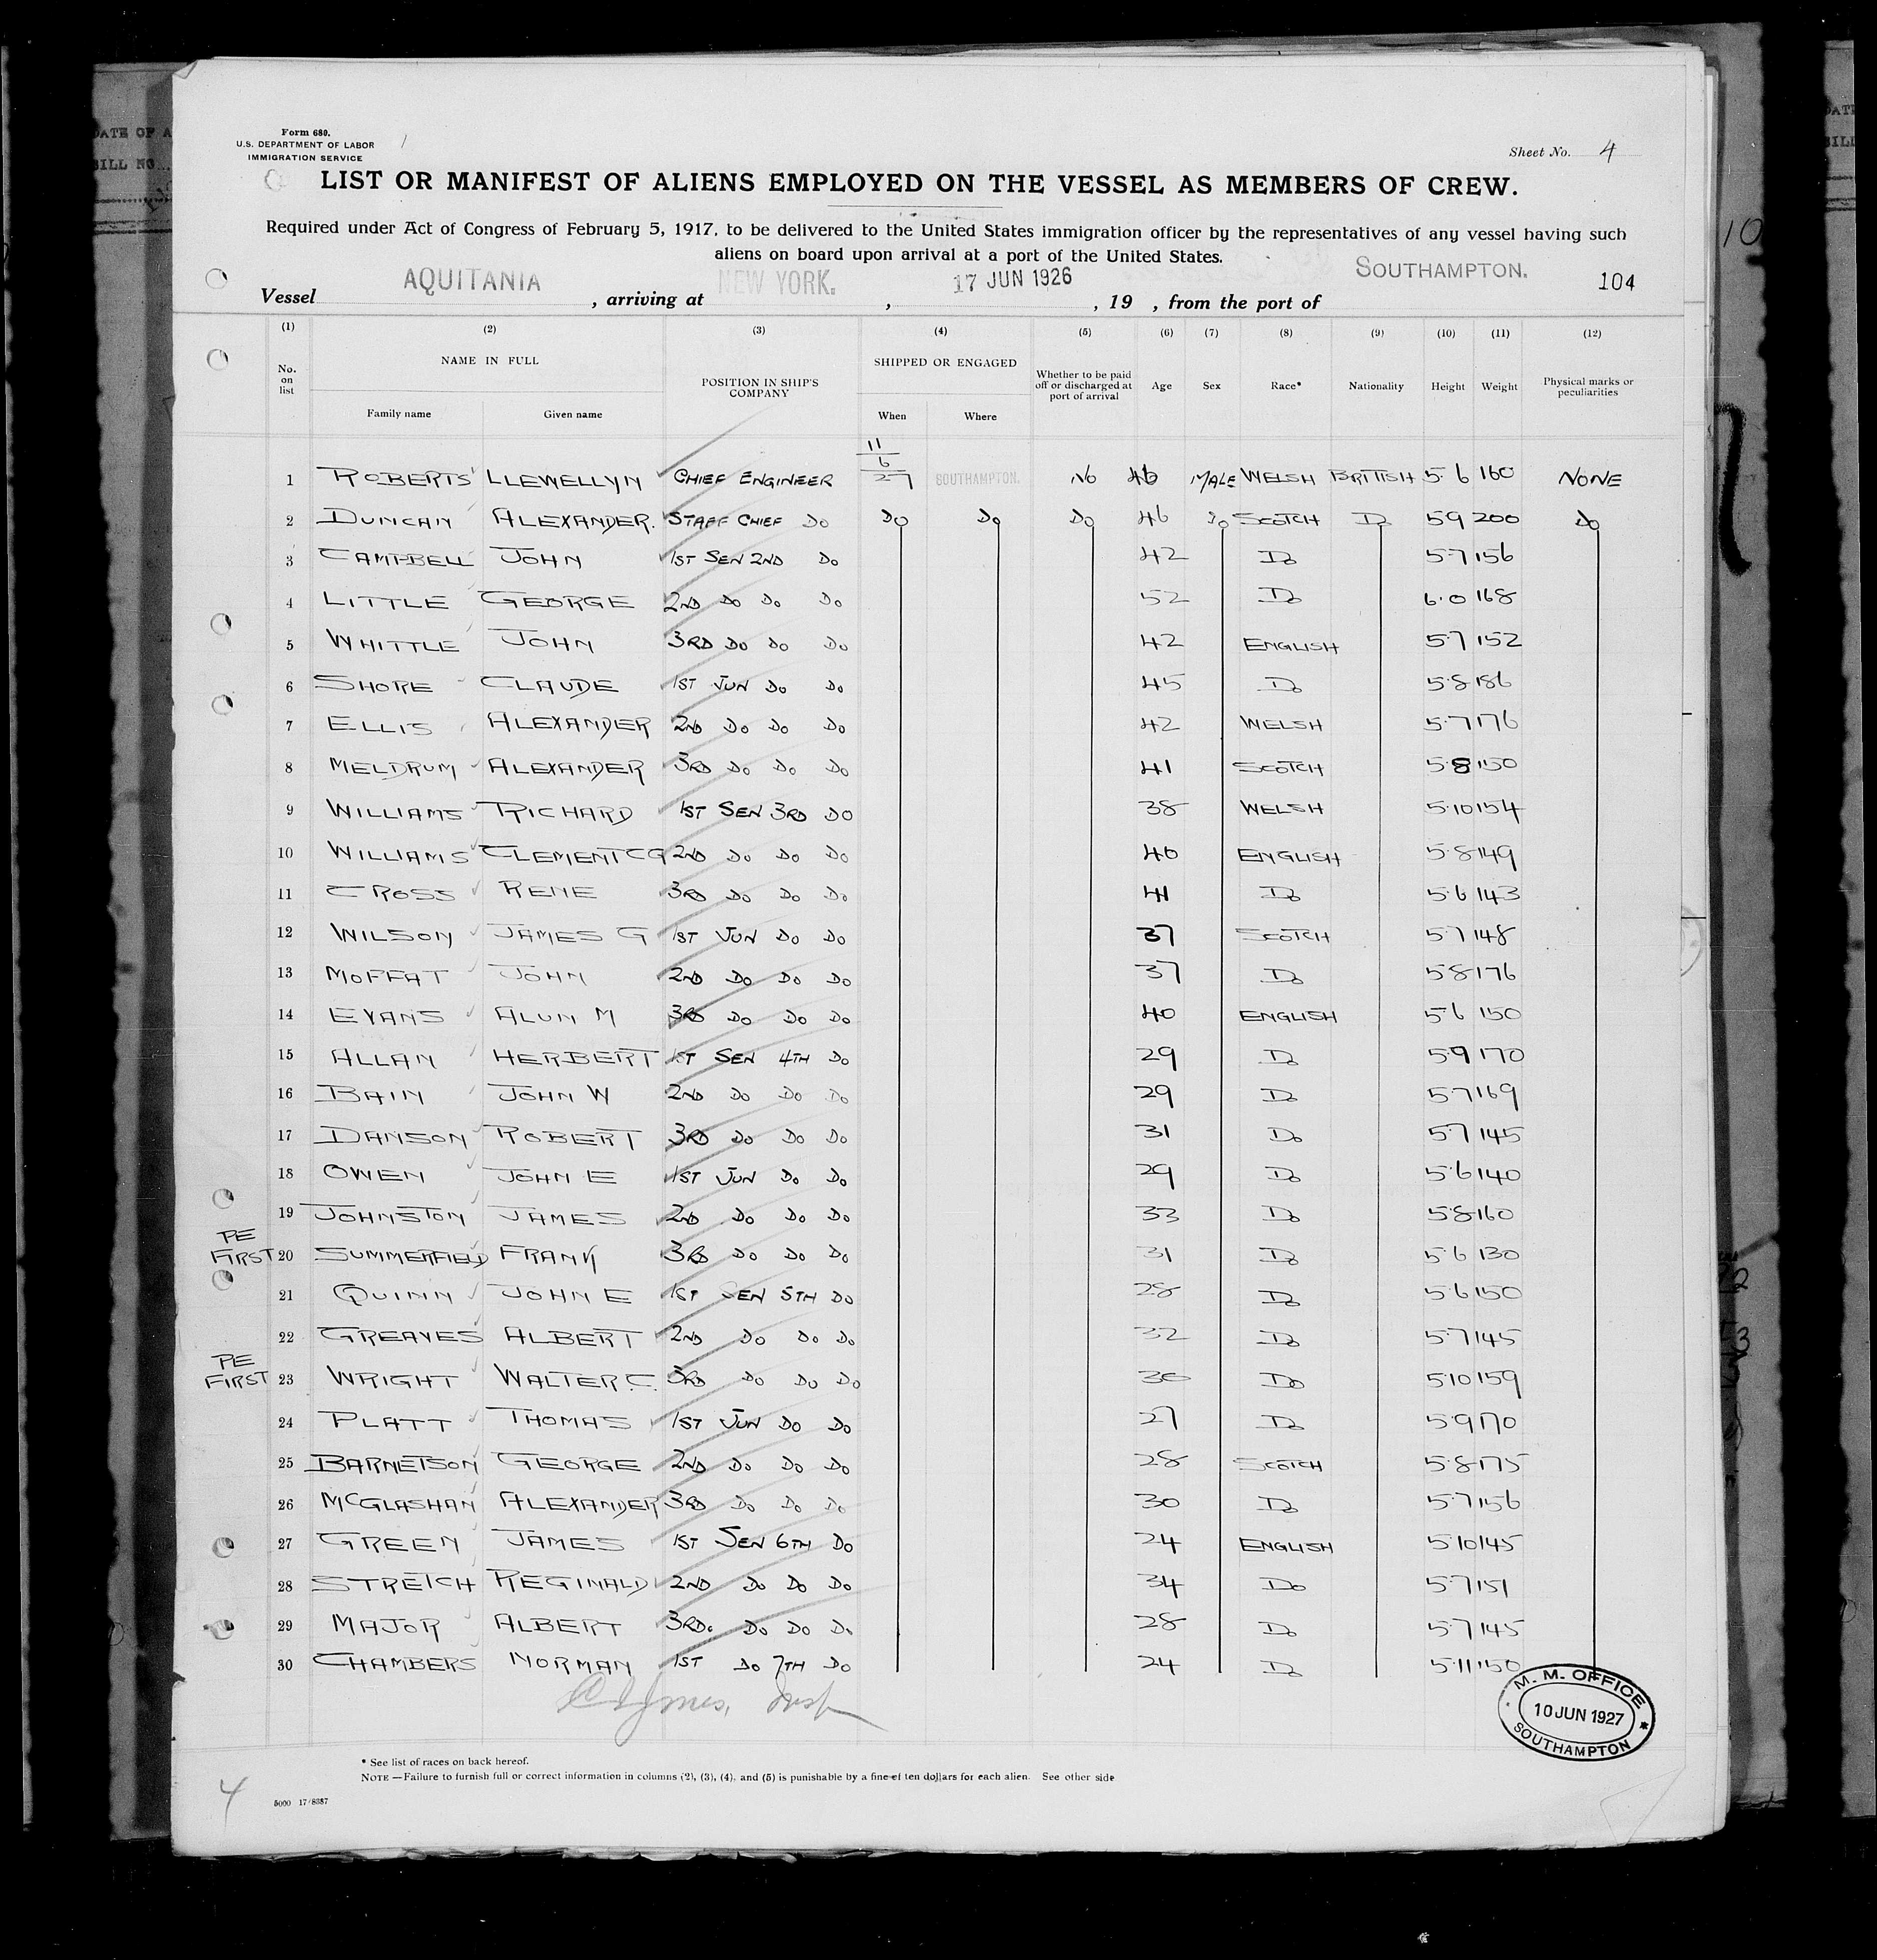 Form 680.
U.S. DEPARTMENT OF LABOR
IMMIGRATION SERVICE
Sheet No. 4
LIST OR MANIFEST OF ALIENS EMPLOYED ON THE VESSEL AS MEMBERS OF CREW.
Required under Act of Congress of February 5, 1917, to be delivered to the United States immigration officer by the representatives of any vessel having such
aliens on board upon arrival at a port of the United States.
Vessel AQUITANIA, arriving at NEW YORK., 17 JUN 1926, 19 , from the port of SOUTHAMPTON. 104
(1) (2) (3) (4) (5) (6) (7) (8) (9) (10) (11) (12)
No. on list NAME IN FULL POSITION IN SHIP'S COMPANY SHIPPED OR ENGAGED Whether to be paid off or discharged at port of arrival Age Sex Race* Nationality Height Weight Physical marks or peculiarities
Family name Given name When Where
1 ROBERTS LLEWELLYN CHIEF ENGINEER 11/6/27 SOUTHAMPTON. NO 46 MALE WELSH BRITISH 5.6 160 NONE
2 DUNCAN ALEXANDER. STAFF CHIEF DO DO DO DO 46 DO SCOTCH DO 5.9 200 DO
3 CAMPBELL JOHN 1ST SEN 2ND DO 42 DO 5.7 156
4 LITTLE GEORGE 2ND DO DO DO 52 DO 6.0 168
5 WHITTLE JOHN 3RD DO DO DO 42 ENGLISH 5.7 152
6 SHORE CLAUDE 1ST JUN DO DO 45 DO 5.8 186
7 ELLIS ALEXANDER 2ND DO DO DO 42 WELSH 5.7 176
8 MELDRUM ALEXANDER 3RD DO DO DO 41 SCOTCH 5.8 150
9 WILLIAMS RICHARD 1ST SEN 3RD DO 38 WELSH 5.10 154
10 WILLIAMS CLEMENT CG 2ND DO DO DO 40 ENGLISH 5.8 149
11 CROSS RENE 3RD DO DO DO 41 DO 5.6 143
12 WILSON JAMES G 1ST JUN DO DO 37 SCOTCH 5.7 148
13 MOFFAT JOHN 2ND DO DO DO 37 DO 5.8 176
14 EVANS ALUN M 3RD DO DO DO 40 ENGLISH 5.6 150
15 ALLAN HERBERT 1ST SEN 4TH DO 29 DO 5.9 170
16 BAIN JOHN W 2ND DO DO DO 29 DO 5.7 169
17 DANSON ROBERT 3RD DO DO DO 31 DO 5.7 145
18 OWEN JOHN E 1ST JUN DO DO 29 DO 5.6 140
19 JOHNSTON JAMES 2ND DO DO DO 33 DO 5.8 160
PE FIRST 20 SUMMERFIELD FRANK 3RD DO DO DO 31 DO 5.6 130
21 QUINN JOHN E 1ST SEN 5TH DO 28 DO 5.6 150
22 GREAVES ALBERT 2ND DO DO DO 32 DO 5.7 145
PE FIRST 23 WRIGHT WALTER.C. 3RD DO DO DO 30 DO 5.10 159
24 PLATT THOMAS 1ST JUN DO DO 27 DO 5.9 170
25 BARNETSON GEORGE 2ND DO DO DO 28 SCOTCH 5.8 175
26 MCGLASHAN ALEXANDER 3RD DO DO DO 30 DO 5.7 156
27 GREEN JAMES 1ST SEN 6TH DO 24 ENGLISH 5.10 145
28 STRETCH REGINALD 2ND DO DO DO 34 DO 5.7 151
29 MAJOR ALBERT 3RD. DO DO DO 28 DO 5.7 145
30 CHAMBERS NORMAN 1ST DO 7TH DO 24 DO 5.11 150
M. M. OFFICE
10 JUN 1927
SOUTHAMPTON
* See list of races on back hereof.
NOTE —Failure to furnish full or correct information in columns (2), (3), (4), and (5) is punishable by a fine of ten dollars for each alien. See other side
4
5000 17/8387